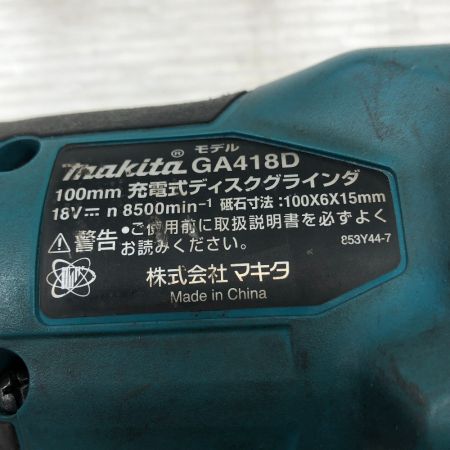 モデル
makita® GA418D
100mm 充電式ディスクグラインダ
18V⎓ n 8500min⁻¹ 砥石寸法:100X6X15mm
⚠警告 •ご使用前に取扱説明書を必ずよく
お読みください。
853Y44-7
株式会社マキタ
Made in China